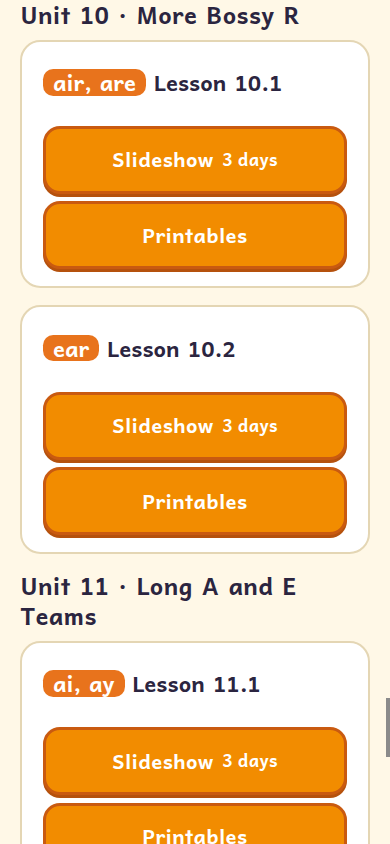 Unit 10 · More Bossy R
air, are Lesson 10.1
Slideshow 3 days
Printables
ear Lesson 10.2
Slideshow 3 days
Printables
Unit 11 · Long A and E
Teams
ai, ay Lesson 11.1
Slideshow 3 days
Printables